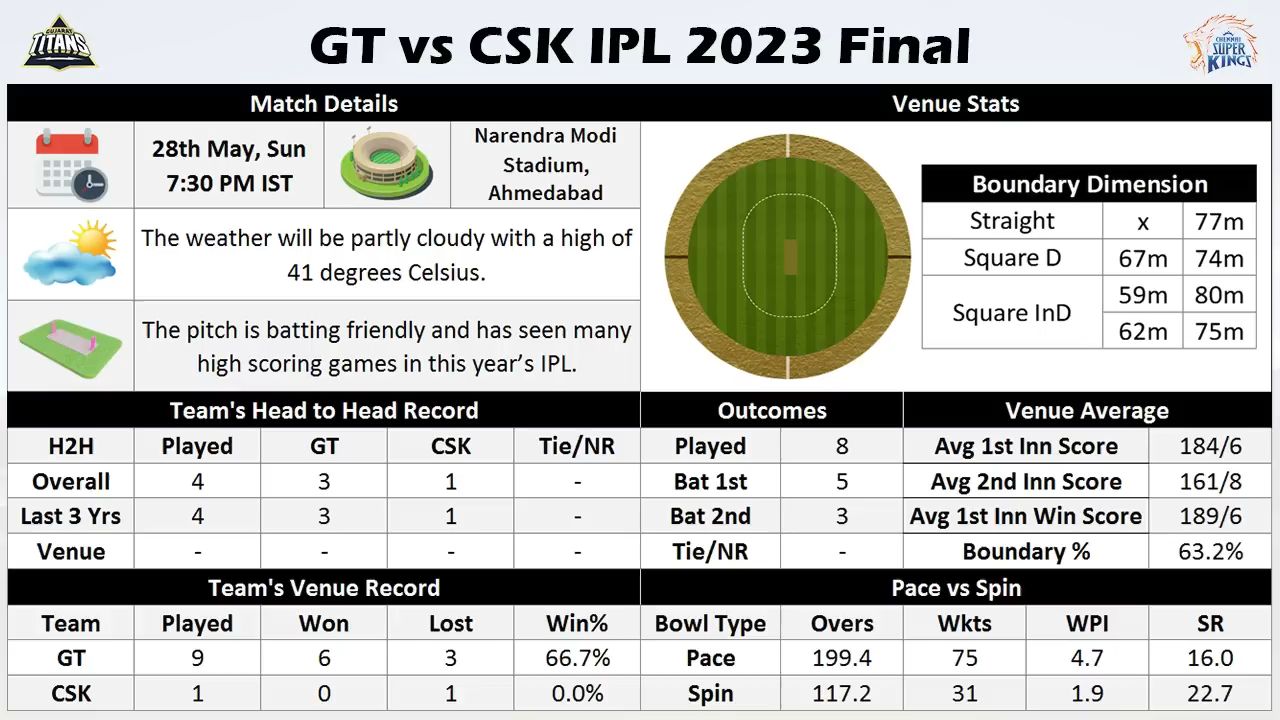 GUJARAT
TITANS
GT vs CSK IPL 2023 Final
CHENNAI
SUPER
KINGS
Match Details
28th May, Sun
7:30 PM IST
Narendra Modi
Stadium,
Ahmedabad
The weather will be partly cloudy with a high of
41 degrees Celsius.
The pitch is batting friendly and has seen many
high scoring games in this year's IPL.
Venue Stats
Boundary Dimension
Straight x 77m
Square D 67m 74m
Square InD 59m 80m
62m 75m
Team's Head to Head Record
H2H Played GT CSK Tie/NR
Overall 4 3 1 -
Last 3 Yrs 4 3 1 -
Venue - - - -
Outcomes
Played 8
Bat 1st 5
Bat 2nd 3
Tie/NR -
Venue Average
Avg 1st Inn Score 184/6
Avg 2nd Inn Score 161/8
Avg 1st Inn Win Score 189/6
Boundary % 63.2%
Team's Venue Record
Team Played Won Lost Win%
GT 9 6 3 66.7%
CSK 1 0 1 0.0%
Pace vs Spin
Bowl Type Overs Wkts WPI SR
Pace 199.4 75 4.7 16.0
Spin 117.2 31 1.9 22.7